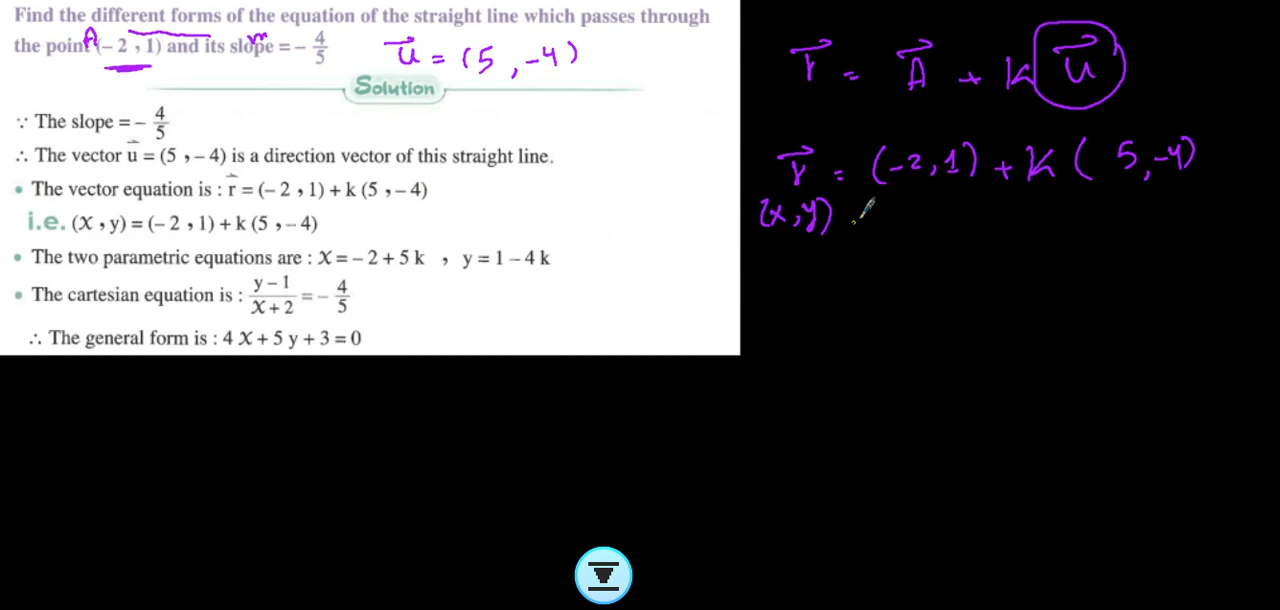 Find the different forms of the equation of the straight line which passes through
the point A (– 2 , 1) and its slope m = – 4/5
u⃗ = (5 , -4)
Solution
∵ The slope = – 4/5
∴ The vector u⃗ = (5 , – 4) is a direction vector of this straight line.
• The vector equation is : r⃗ = (– 2 , 1) + k (5 , – 4)
i.e. (X , y) = (– 2 , 1) + k (5 , – 4)
• The two parametric equations are : X = – 2 + 5 k , y = 1 – 4 k
• The cartesian equation is : (y – 1)/(X + 2) = – 4/5
∴ The general form is : 4 X + 5 y + 3 = 0
r⃗ = A⃗ + K u⃗
r⃗ = (-2, 1) + K ( 5, -4)
(x, y)